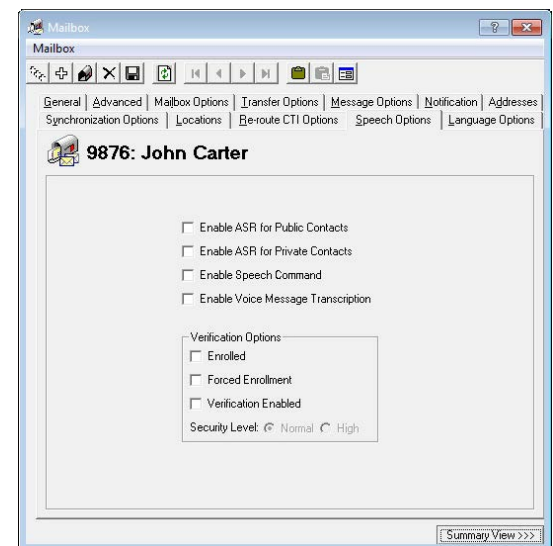 Mailbox
Mailbox
General Advanced Mailbox Options Transfer Options Message Options Notification Addresses
Synchronization Options Locations Re-route CTI Options Speech Options Language Options
9876: John Carter
Enable ASR for Public Contacts
Enable ASR for Private Contacts
Enable Speech Command
Enable Voice Message Transcription
Verification Options
Enrolled
Forced Enrollment
Verification Enabled
Security Level: Normal High
Summary View >>>